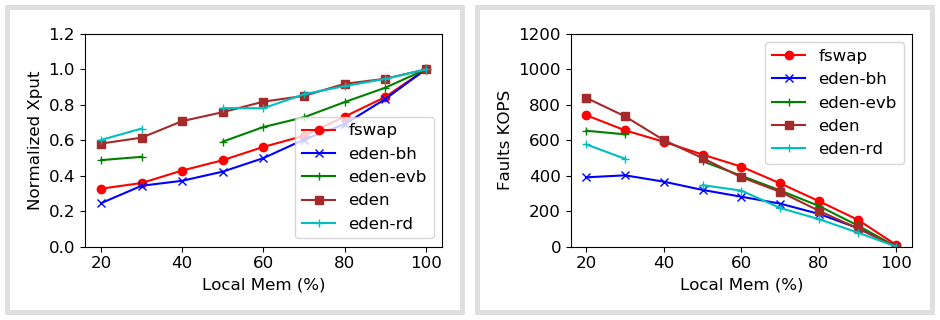 1.2
1.0
0.8
0.6
0.4
0.2
0.0
Normalized Xput
20 40 60 80 100
Local Mem (%)
fswap
eden-bh
eden-evb
eden
eden-rd
1200
1000
800
600
400
200
0
Faults KOPS
20 40 60 80 100
Local Mem (%)
fswap
eden-bh
eden-evb
eden
eden-rd